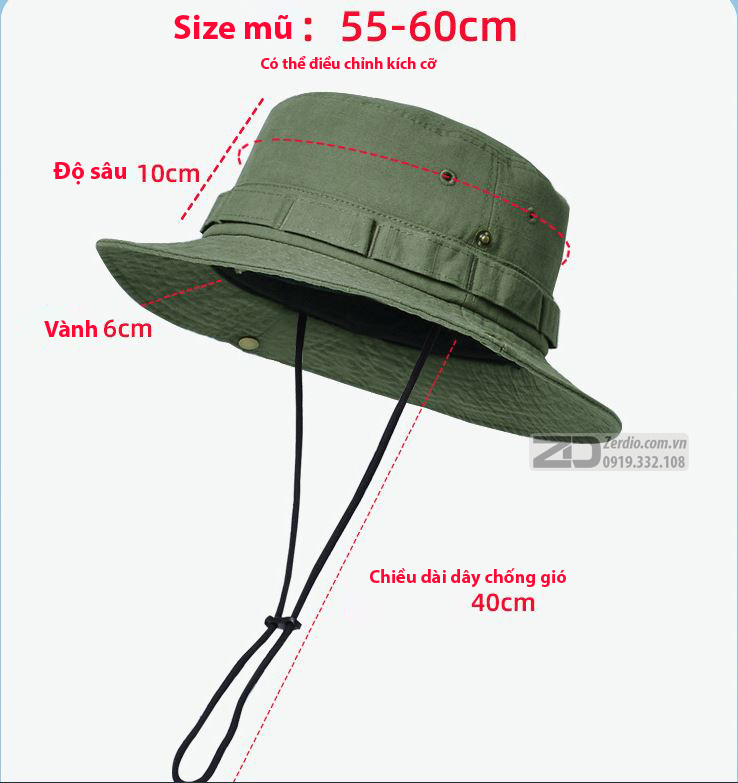 Size mũ : 55-60cm
Có thể điều chỉnh kích cỡ
Độ sâu 10cm
Vành 6cm
ZD Zerdio.com.vn
0919.332.108
Chiều dài dây chống gió
40cm